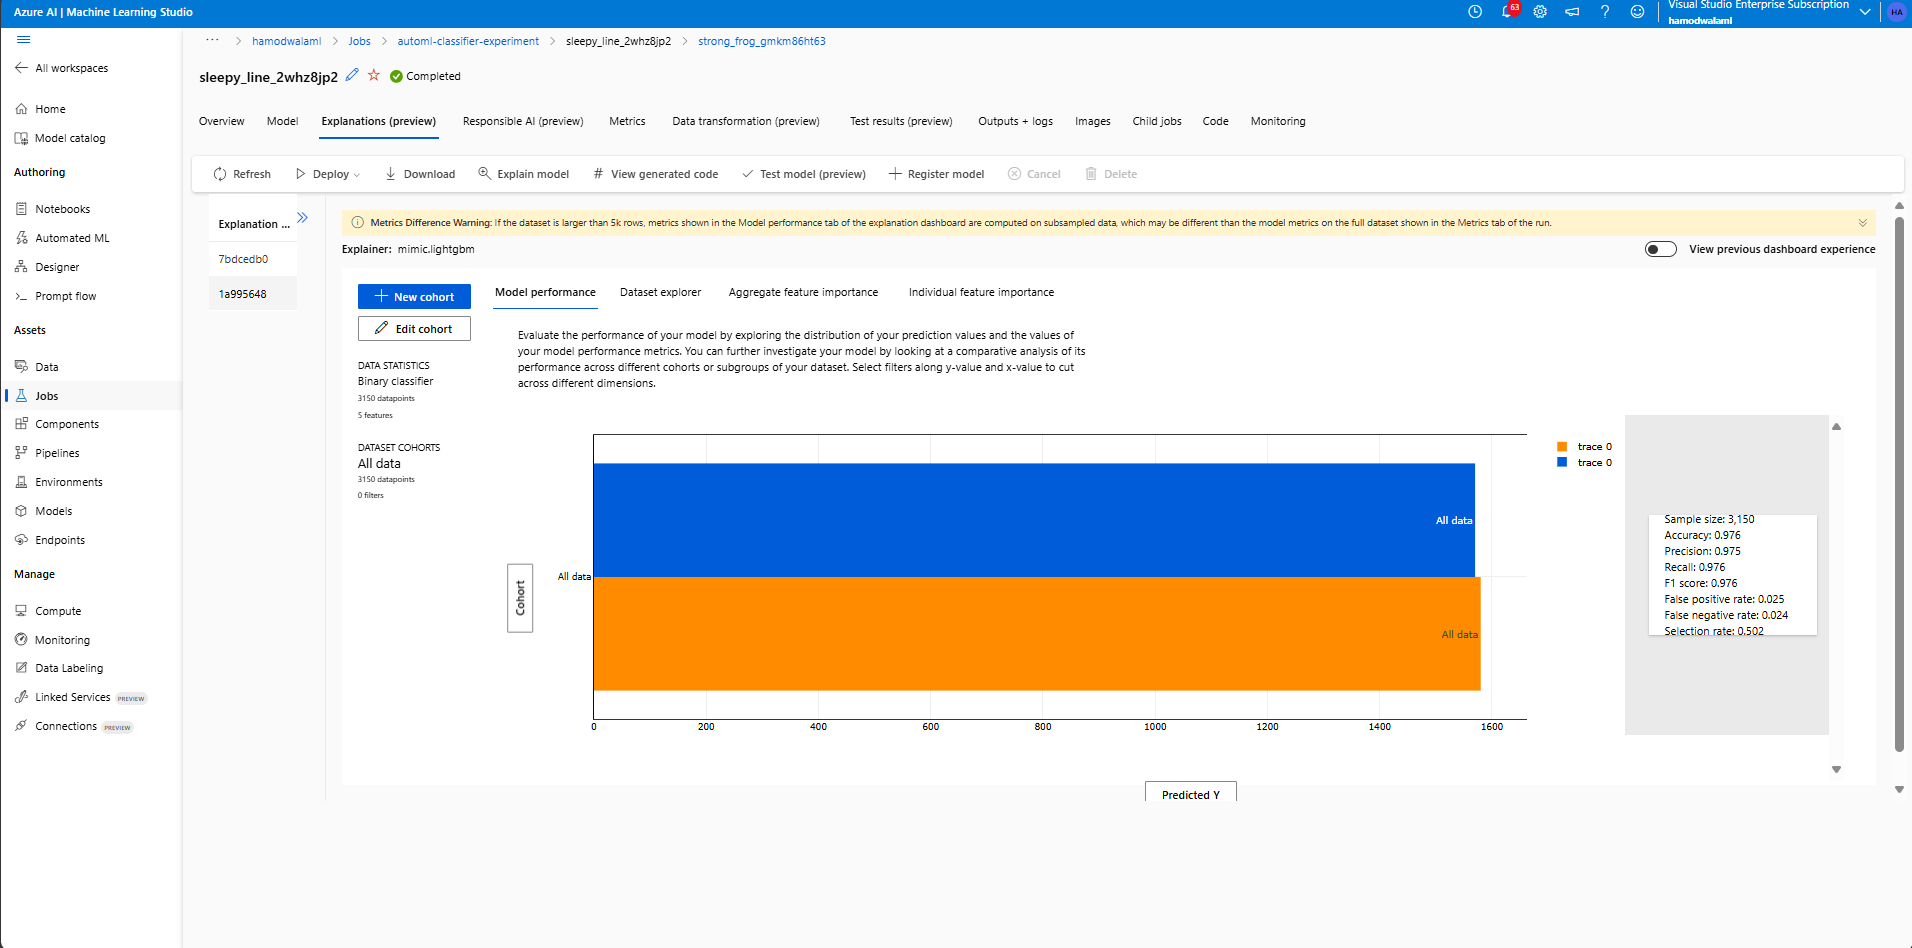 Azure AI | Machine Learning Studio
63
Visual Studio Enterprise Subscription
hamodwalaml
HA
··· > hamodwalaml > Jobs > automl-classifier-experiment > sleepy_line_2whz8jp2 > strong_frog_gmkm86ht63
All workspaces
Home
Model catalog
Authoring
Notebooks
Automated ML
Designer
Prompt flow
Assets
Data
Jobs
Components
Pipelines
Environments
Models
Endpoints
Manage
Compute
Monitoring
Data Labeling
Linked Services PREVIEW
Connections PREVIEW
sleepy_line_2whz8jp2 Completed
Overview Model Explanations (preview) Responsible AI (preview) Metrics Data transformation (preview) Test results (preview) Outputs + logs Images Child jobs Code Monitoring
Refresh Deploy Download Explain model # View generated code Test model (preview) Register model Cancel Delete
Explanation ...
7bdcedb0
1a995648
Metrics Difference Warning: If the dataset is larger than 5k rows, metrics shown in the Model performance tab of the explanation dashboard are computed on subsampled data, which may be different than the model metrics on the full dataset shown in the Metrics tab of the run.
Explainer: mimic.lightgbm
View previous dashboard experience
New cohort
Edit cohort
DATA STATISTICS
Binary classifier
3150 datapoints
5 features
DATASET COHORTS
All data
3150 datapoints
0 filters
Model performance Dataset explorer Aggregate feature importance Individual feature importance
Evaluate the performance of your model by exploring the distribution of your prediction values and the values of
your model performance metrics. You can further investigate your model by looking at a comparative analysis of its
performance across different cohorts or subgroups of your dataset. Select filters along y-value and x-value to cut
across different dimensions.
Cohort
All data
All data
All data
0 200 400 600 800 1000 1200 1400 1600
Predicted Y
trace 0
trace 0
Sample size: 3,150
Accuracy: 0.976
Precision: 0.975
Recall: 0.976
F1 score: 0.976
False positive rate: 0.025
False negative rate: 0.024
Selection rate: 0.502